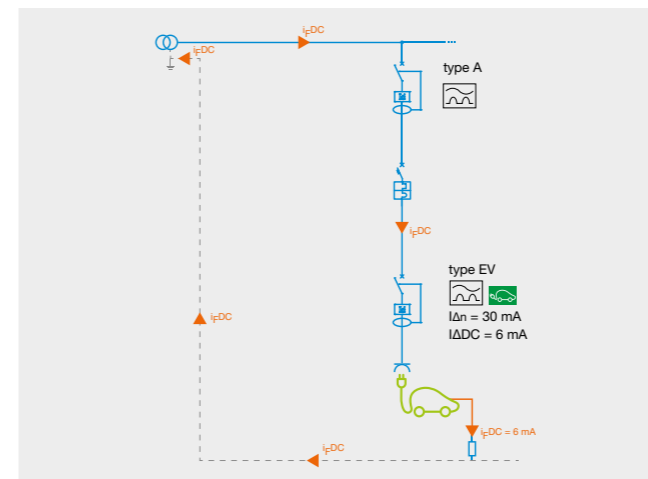 iFDC
iFDC
type A
iFDC
type EV
IΔn = 30 mA
IΔDC = 6 mA
iFDC
iFDC = 6 mA
iFDC